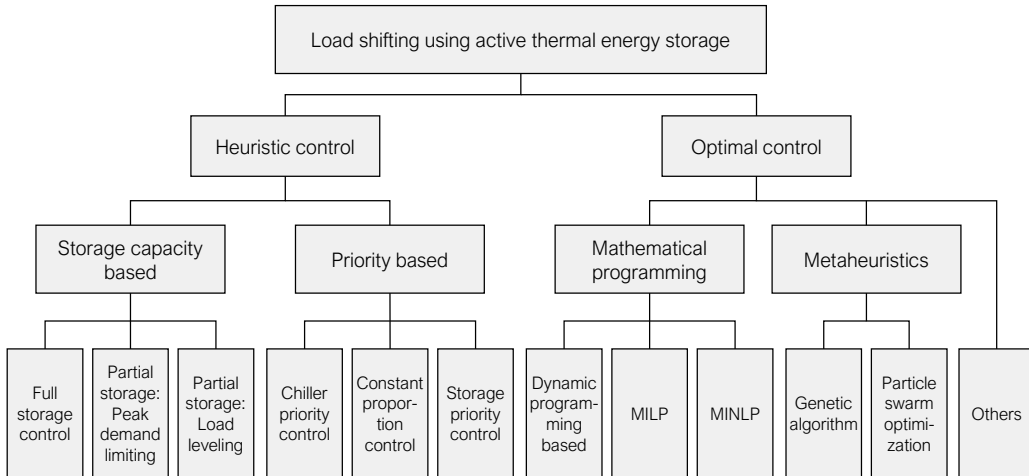 Load shifting using active thermal energy storage
Heuristic control
Optimal control
Storage capacity
based
Priority based
Mathematical
programming
Metaheuristics
Full
storage
control
Partial
storage:
Peak
demand
limiting
Partial
storage:
Load
leveling
Chiller
priority
control
Constant
propor-
tion
control
Storage
priority
control
Dynamic
program-
ming
based
MILP
MINLP
Genetic
algorithm
Particle
swarm
optimi-
zation
Others